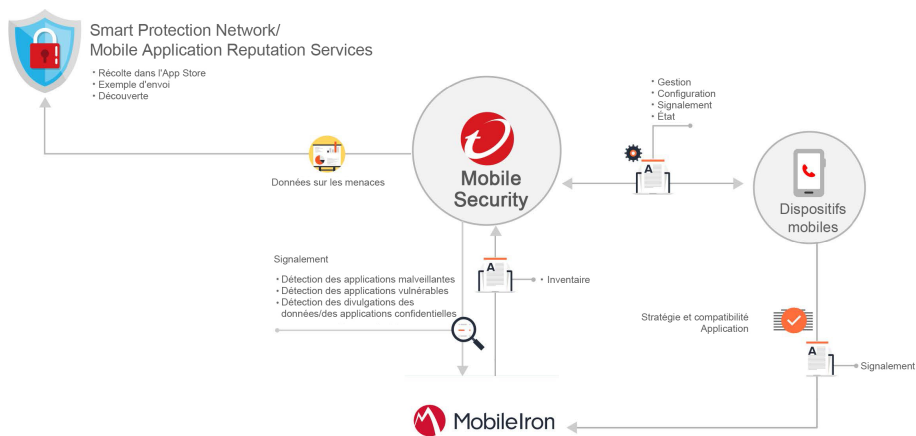 Smart Protection Network/
Mobile Application Reputation Services
• Récolte dans l'App Store
• Exemple d'envoi
• Découverte
• Gestion
• Configuration
• Signalement
• État
Données sur les menaces
Mobile
Security
A
Dispositifs
mobiles
Signalement
• Détection des applications malveillantes
• Détection des applications vulnérables
• Détection des divulgations des
données/des applications confidentielles
A
• Inventaire
Stratégie et compatibilité
Application
A
Signalement
MobileIron